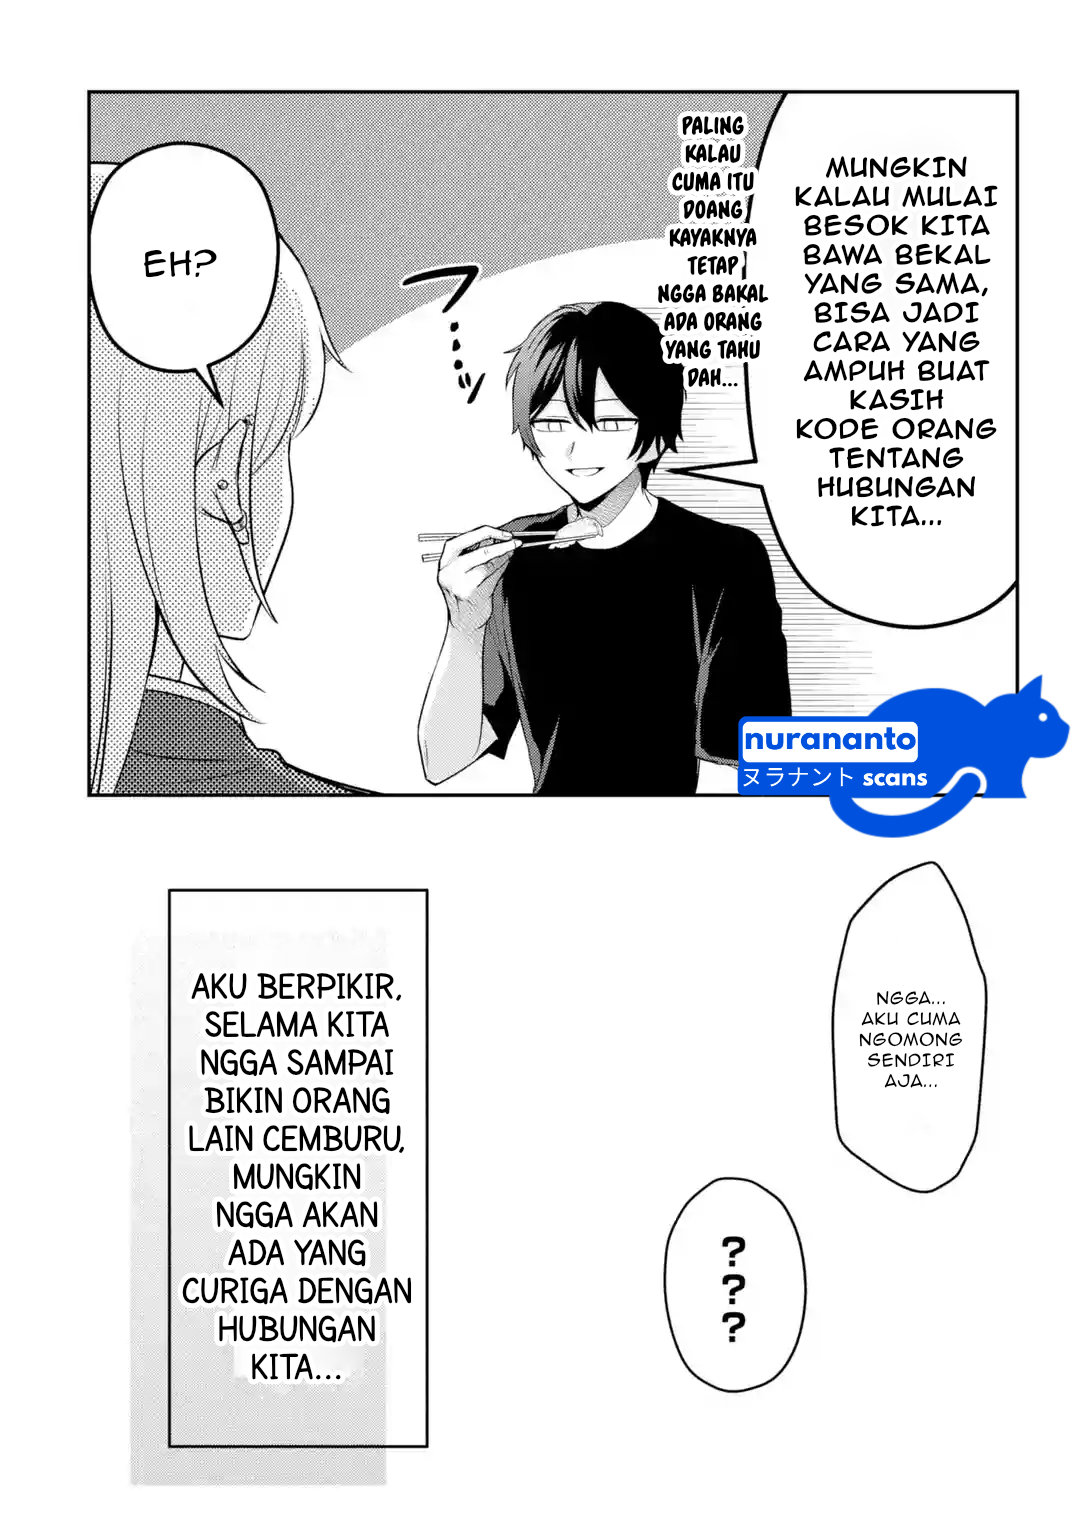 MUNGKIN
KALAU MULAI
BESOK KITA
BAWA BEKAL
YANG SAMA,
BISA JADI
CARA YANG
AMPUH BUAT
KASIH
KODE ORANG
TENTANG
HUBUNGAN
KITA...
PALING
KALAU
CUMA ITU
DOANG
KAYAKNYA
TETAP
NGGA BAKAL
ADA ORANG
YANG TAHU
DAH...
EH?
nurananto
ヌラナント scans
NGGA...
AKU CUMA
NGOMONG
SENDIRI
AJA...
?
?
?
AKU BERPIKIR,
SELAMA KITA
NGGA SAMPAI
BIKIN ORANG
LAIN CEMBURU,
MUNGKIN
NGGA AKAN
ADA YANG
CURIGA DENGAN
HUBUNGAN
KITA...